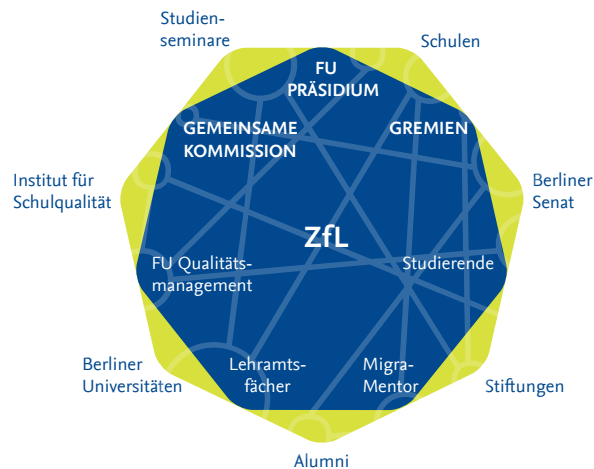 Studien-
seminare
Schulen
FU
PRÄSIDIUM
GEMEINSAME
KOMMISSION
GREMIEN
Institut für
Schulqualität
Berliner
Senat
ZfL
FU Qualitäts-
management
Studierende
Berliner
Universitäten
Lehramts-
fächer
Migra-
Mentor
Stiftungen
Alumni